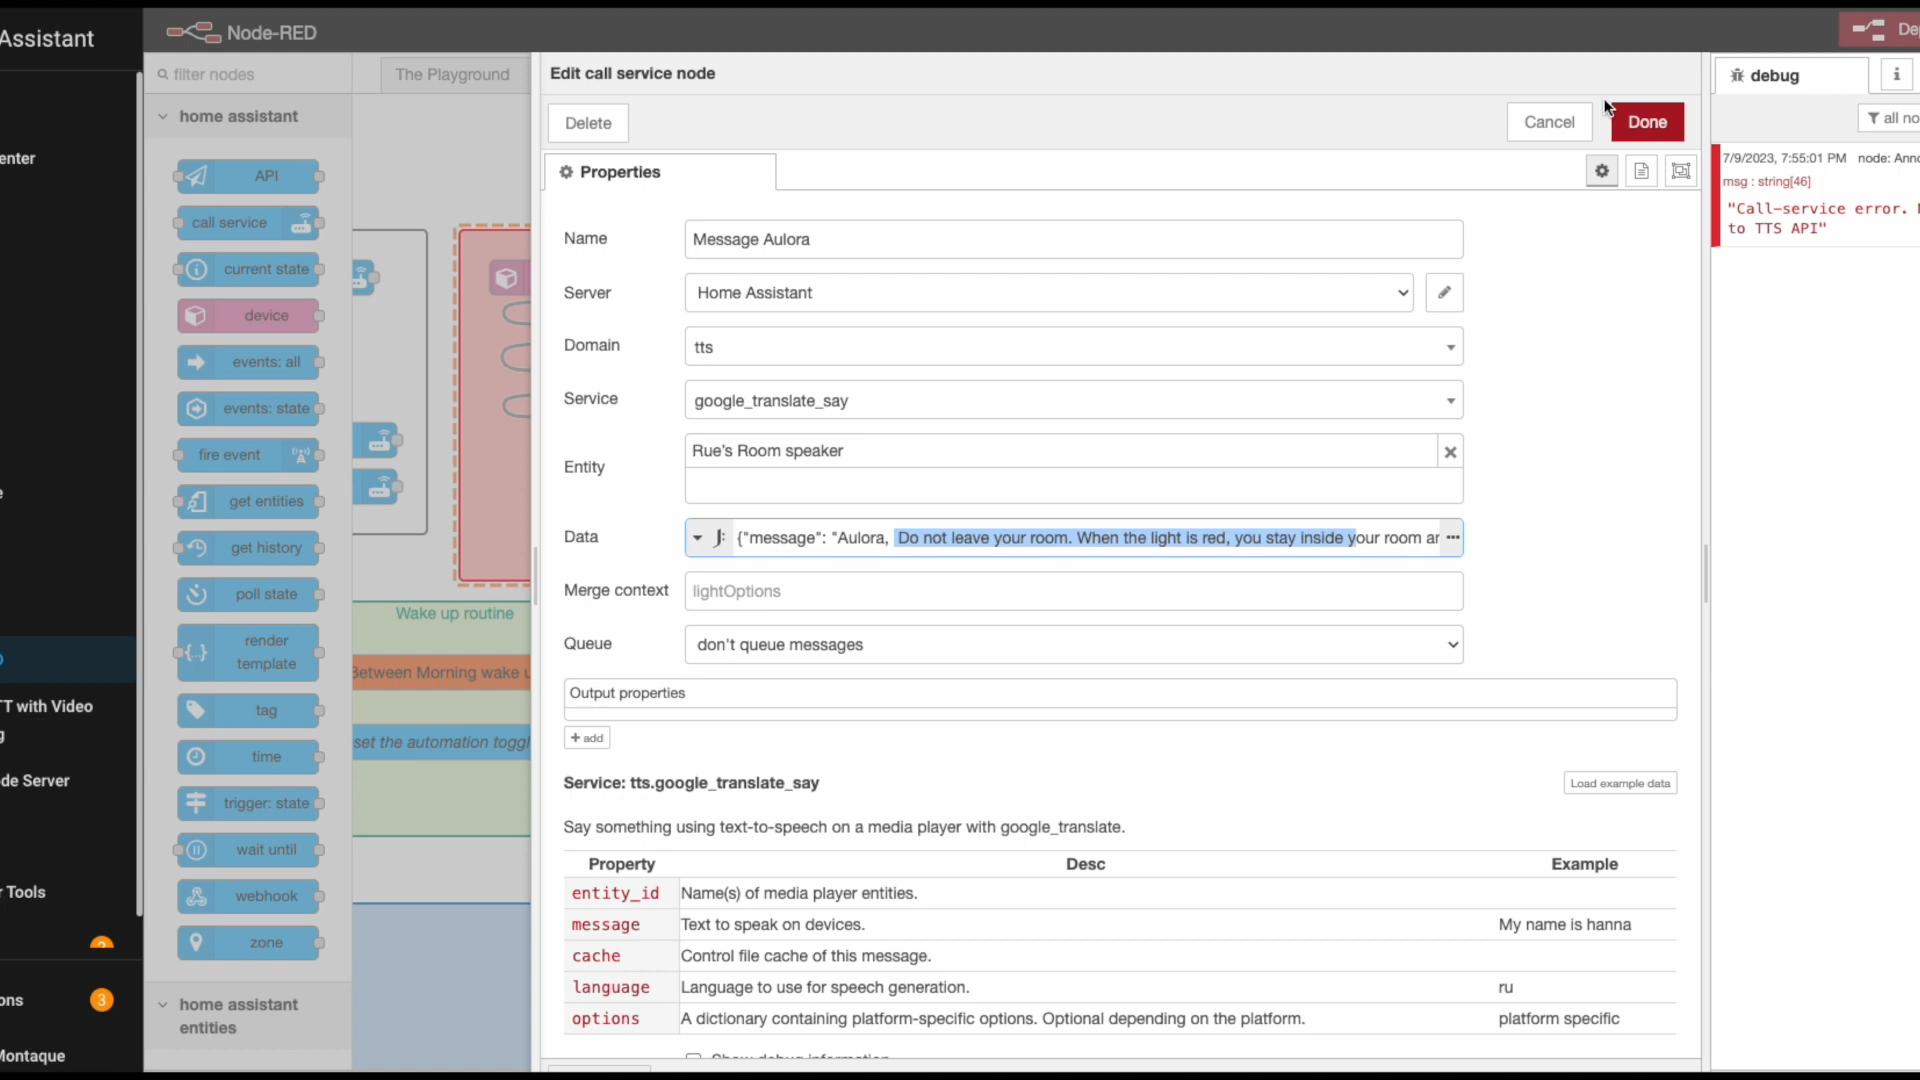 Assistant
Node-RED
De
filter nodes
The Playground
Edit call service node
debug
i
home assistant
Delete
Cancel
Done
all no
enter
7/9/2023, 7:55:01 PM node: Anno
API
Properties
msg : string[46]
call service
"Call-service error.
to TTS API"
Name
Message Aulora
current state
Server
Home Assistant
device
Domain
tts
events: all
Service
google_translate_say
events: state
Entity
Rue's Room speaker
fire event
get entities
Data
J: {"message": "Aulora, Do not leave your room. When the light is red, you stay inside your room ar
get history
Merge context
lightOptions
poll state
Wake up routine
Queue
don't queue messages
render
template
Between Morning wake u
Output properties
TT with Video
tag
add
g
set the automation toggl
time
de Server
Service: tts.google_translate_say
Load example data
trigger: state
Say something using text-to-speech on a media player with google_translate.
wait until
Property
Desc
Example
r Tools
webhook
entity_id
Name(s) of media player entities.
message
Text to speak on devices.
My name is hanna
zone
cache
Control file cache of this message.
language
Language to use for speech generation.
ru
ons
3
home assistant
entities
options
A dictionary containing platform-specific options. Optional depending on the platform.
platform specific
Montaque
Show debug information